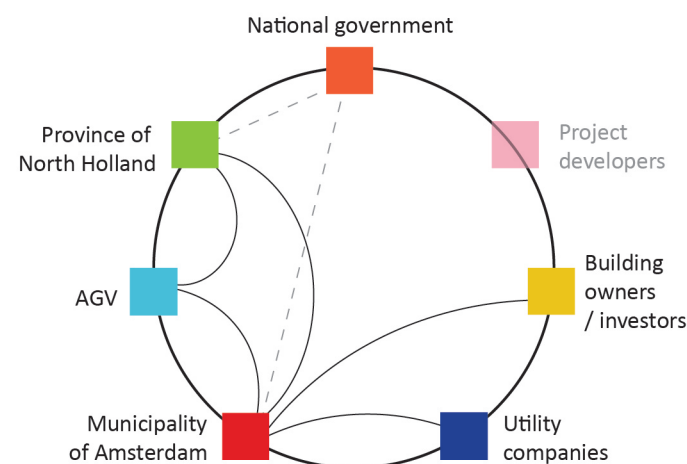 National government
Province of
North Holland
Project
developers
AGV
Building
owners
/ investors
Municipality
of Amsterdam
Utility
companies